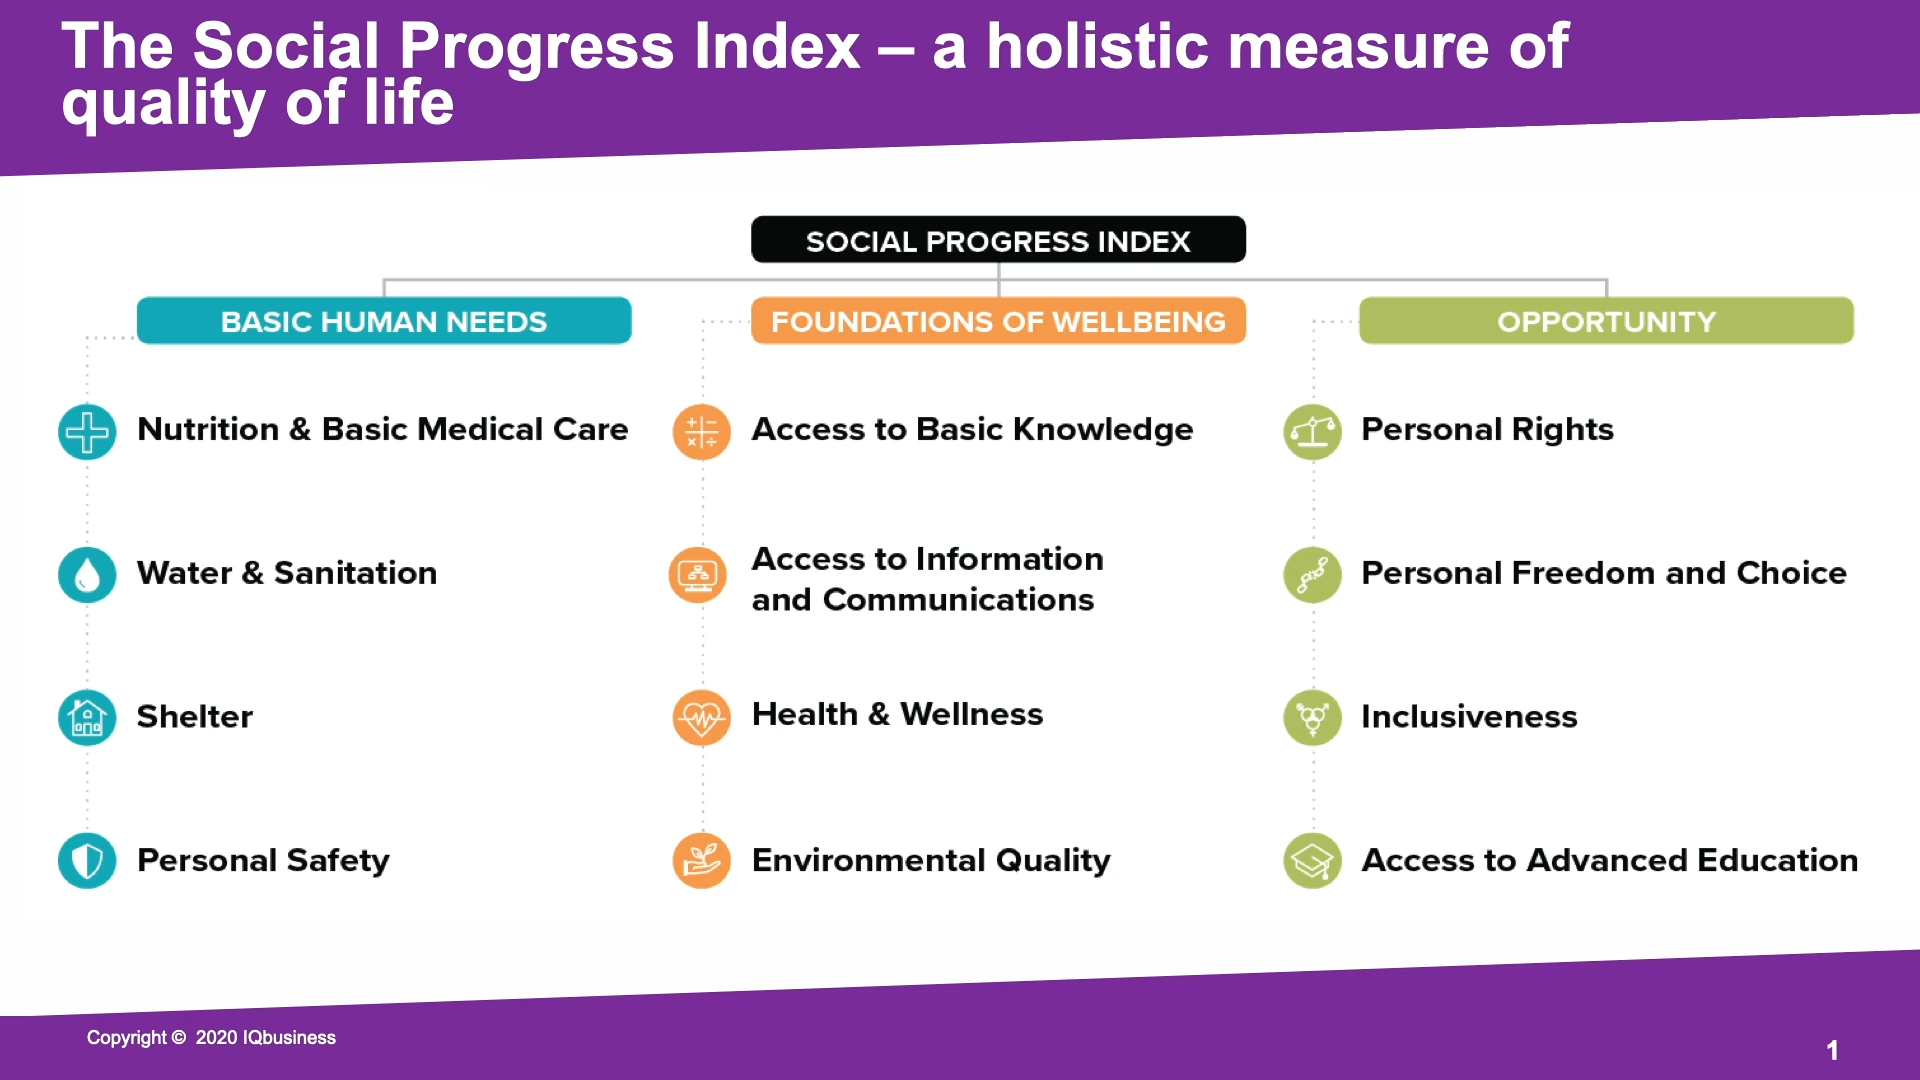 The Social Progress Index – a holistic measure of
quality of life
SOCIAL PROGRESS INDEX
BASIC HUMAN NEEDS
Nutrition & Basic Medical Care
Water & Sanitation
Shelter
Personal Safety
FOUNDATIONS OF WELLBEING
Access to Basic Knowledge
Access to Information
and Communications
Health & Wellness
Environmental Quality
OPPORTUNITY
Personal Rights
Personal Freedom and Choice
Inclusiveness
Access to Advanced Education
Copyright © 2020 IQbusiness
1